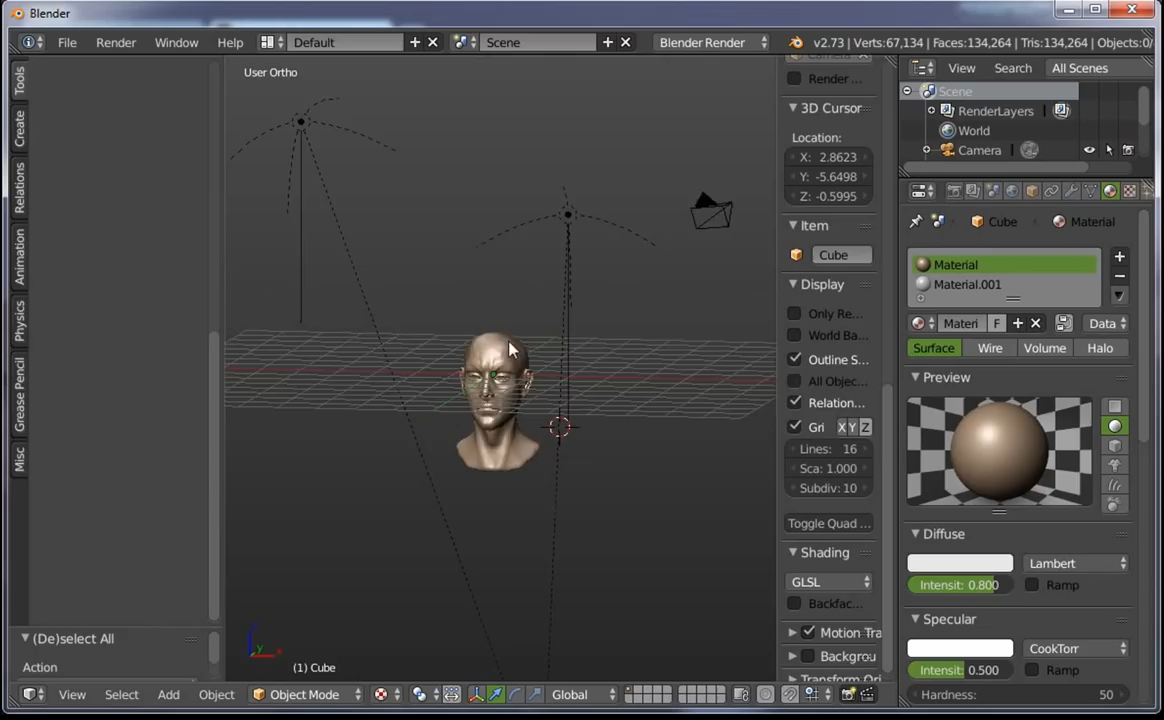 Blender
File Render Window Help Default Scene Blender Render v2.73 | Verts:67,134 | Faces:134,264 | Tris:134,264 | Objects:0/
User Ortho
Tools
Create
Relations
Animation
Physics
Grease Pencil
Misc
(De)select All
Action
(1) Cube
Render ...
3D Cursor
Location:
X: 2.8623
Y: -5.6498
Z: -0.5995
Item
Cube
Display
Only Re...
World Ba...
Outline S...
All Objec...
Relation...
Gri X Y Z
Lines: 16
Sca: 1.000
Subdiv: 10
Toggle Quad ...
Shading
GLSL
Backfac...
Motion Tra
Backgrou
View Search All Scenes
Scene
RenderLayers
World
Camera
Cube Material
Material
Material.001
Materi F Data
Surface Wire Volume Halo
Preview
Diffuse
Lambert
Intensit: 0.800 Ramp
Specular
CookTorr
Intensit: 0.500 Ramp
Hardness: 50
View Select Add Object Object Mode Global